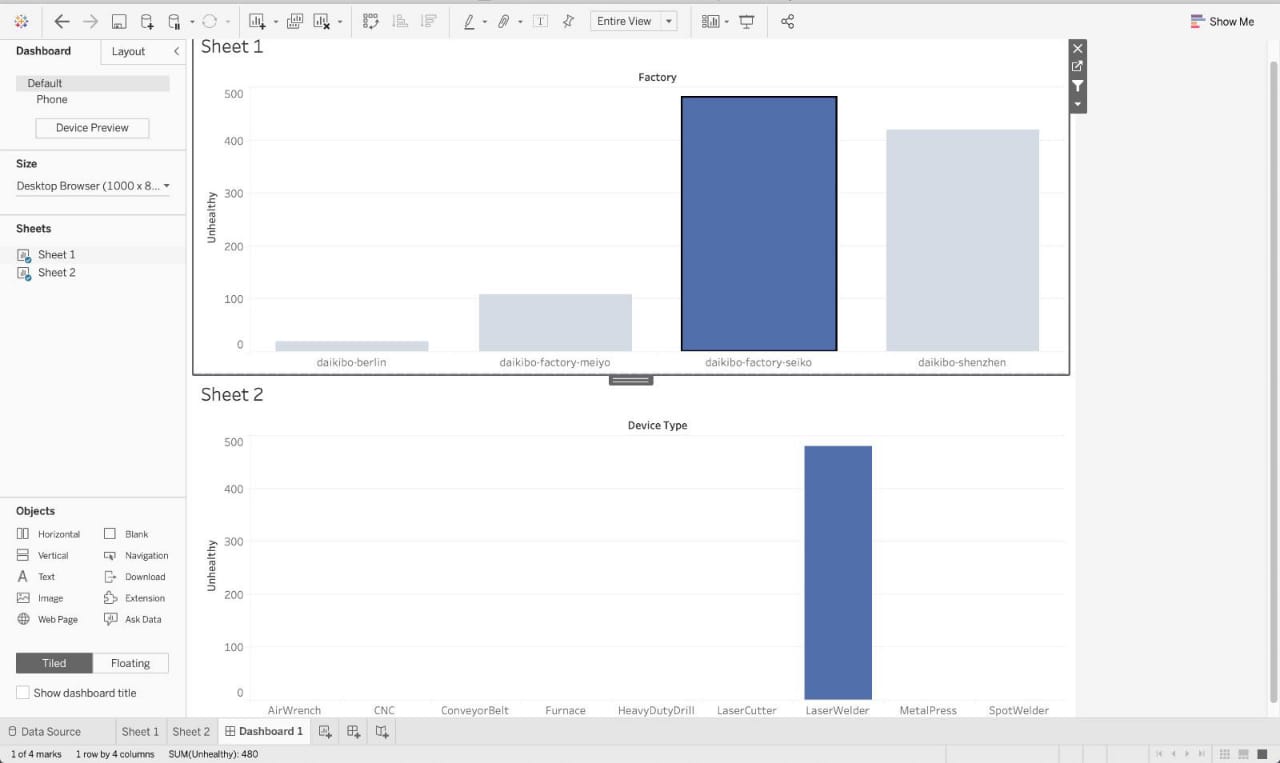 Entire View
Show Me
Dashboard
Layout
Default
Phone
Device Preview
Size
Desktop Browser (1000 x 8...
Sheets
Sheet 1
Sheet 2
Objects
Horizontal
Blank
Vertical
Navigation
Text
Download
Image
Extension
Web Page
Ask Data
Tiled
Floating
Show dashboard title
Sheet 1
Factory
Unhealthy
500
400
300
200
100
0
daikibo-berlin
daikibo-factory-meiyo
daikibo-factory-seiko
daikibo-shenzhen
Sheet 2
Device Type
Unhealthy
500
400
300
200
100
0
AirWrench
CNC
ConveyorBelt
Furnace
HeavyDutyDrill
LaserCutter
LaserWelder
MetalPress
SpotWelder
Data Source
Sheet 1
Sheet 2
Dashboard 1
1 of 4 marks
1 row by 4 columns
SUM(Unhealthy): 480